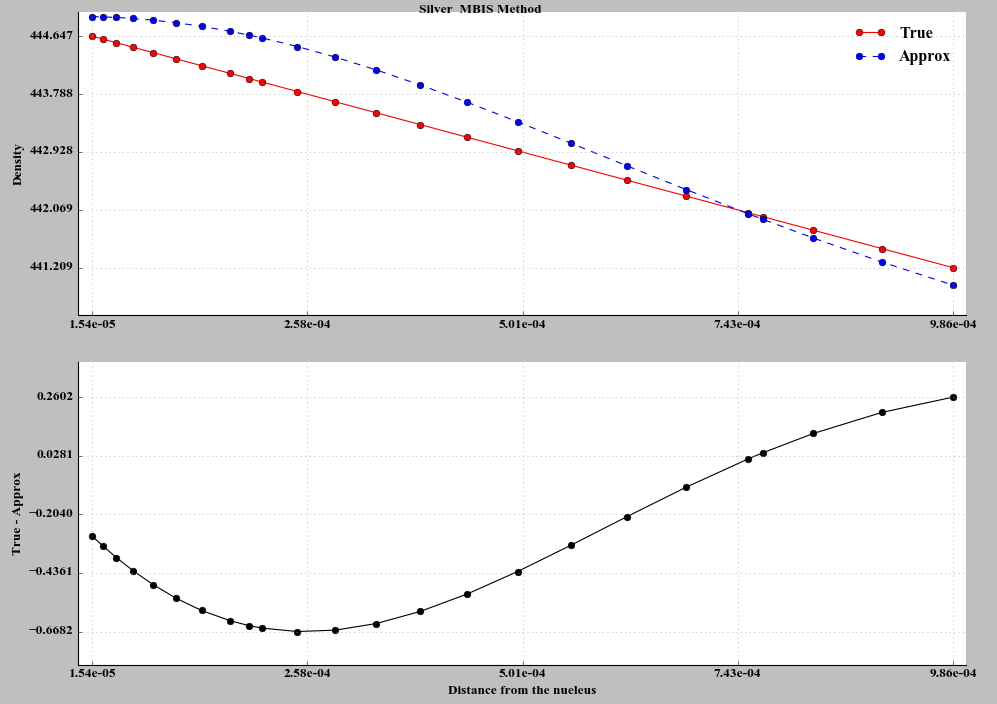 Silver  MBIS Method
True
Approx
Density
444.647
443.788
442.928
442.069
441.209
1.54e-05
2.58e-04
5.01e-04
7.43e-04
9.86e-04
True - Approx
0.2602
0.0281
−0.2040
−0.4361
−0.6682
1.54e-05
2.58e-04
5.01e-04
7.43e-04
9.86e-04
Distance from the nueleus